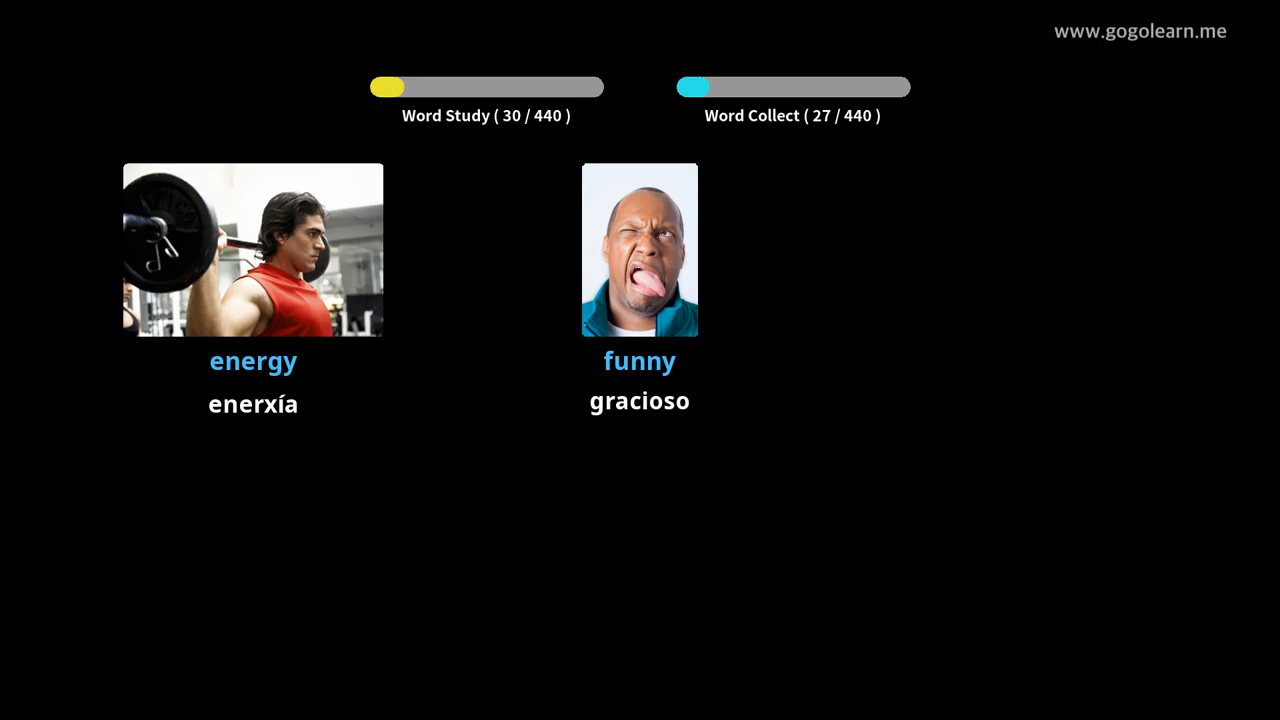 www.gogolearn.me
Word Study ( 30 / 440 )
Word Collect ( 27 / 440 )
energy
enerxía
funny
gracioso